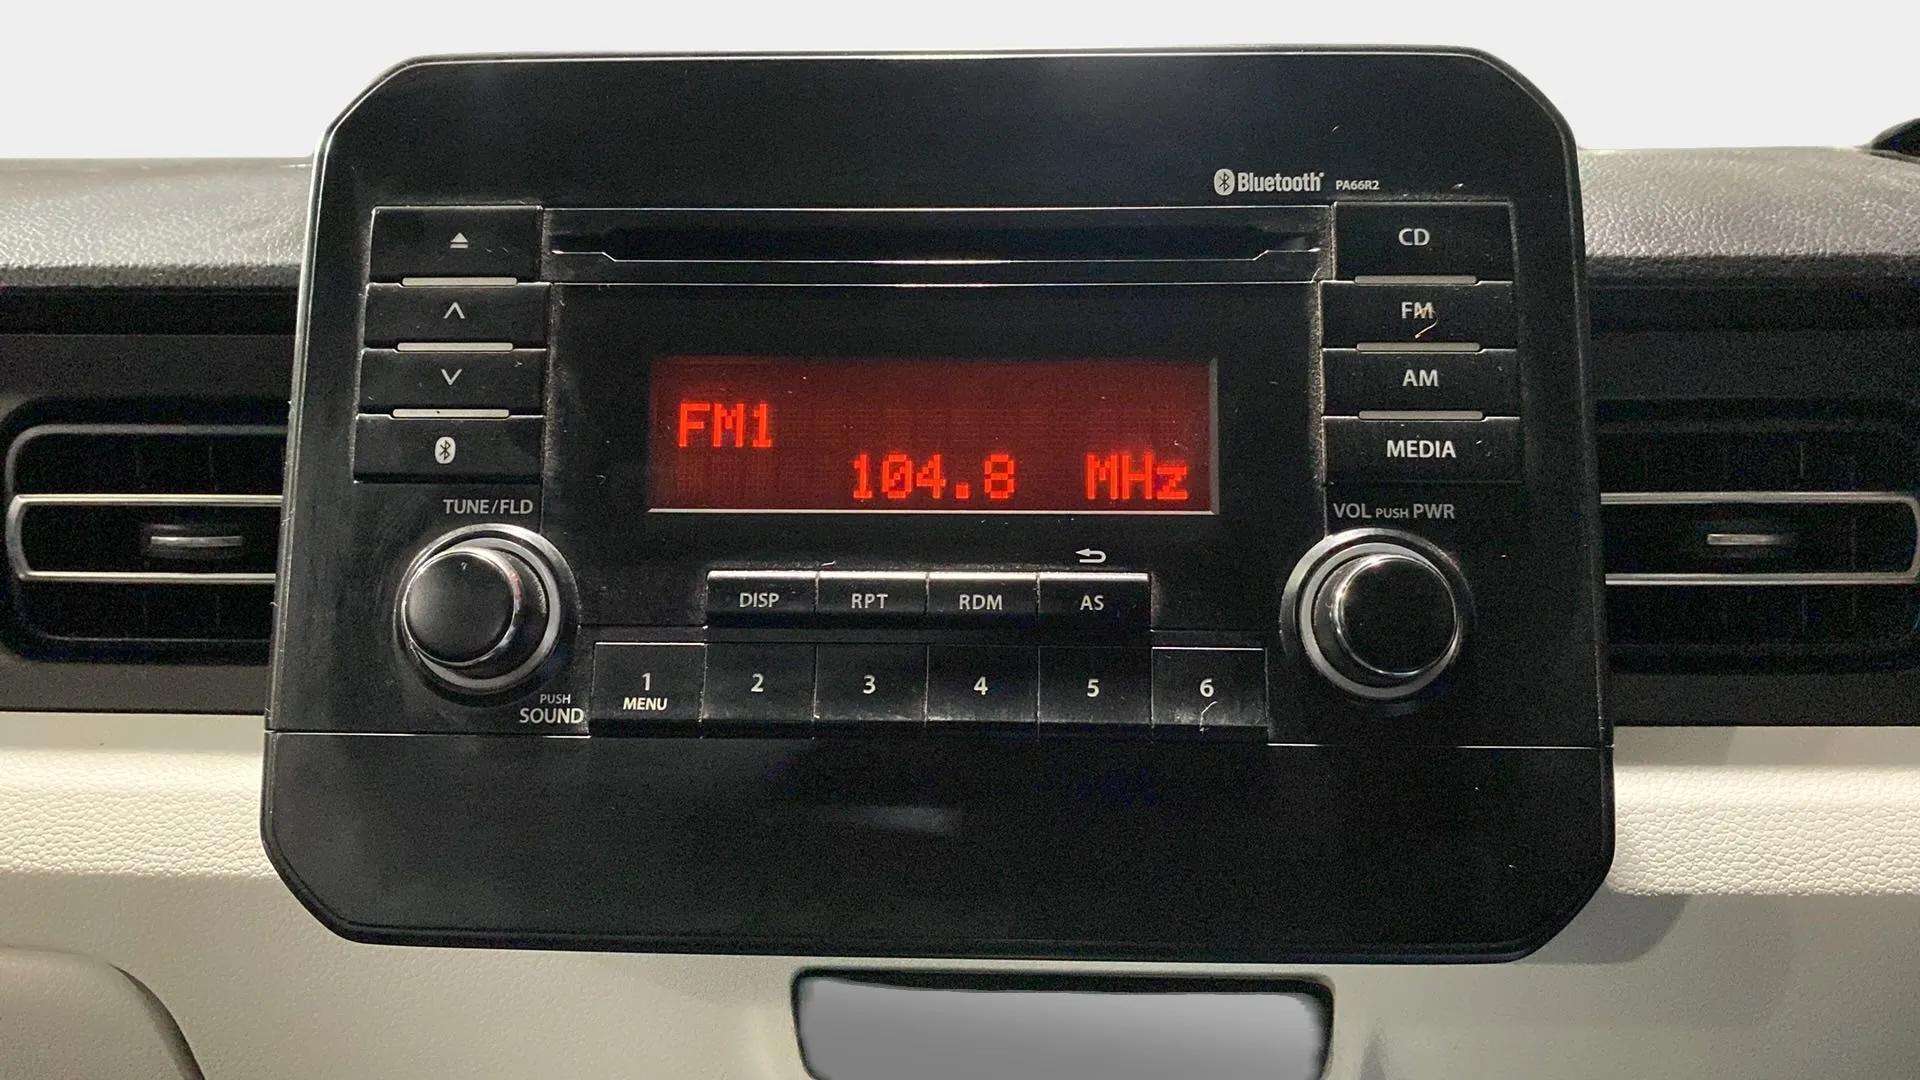 Bluetooth® PA66R2
CD
FM
AM
MEDIA
FM1
104.8 MHz
TUNE/FLD
VOL PUSH PWR
DISP RPT RDM AS
1 2 3 4 5 6
MENU
PUSH
SOUND